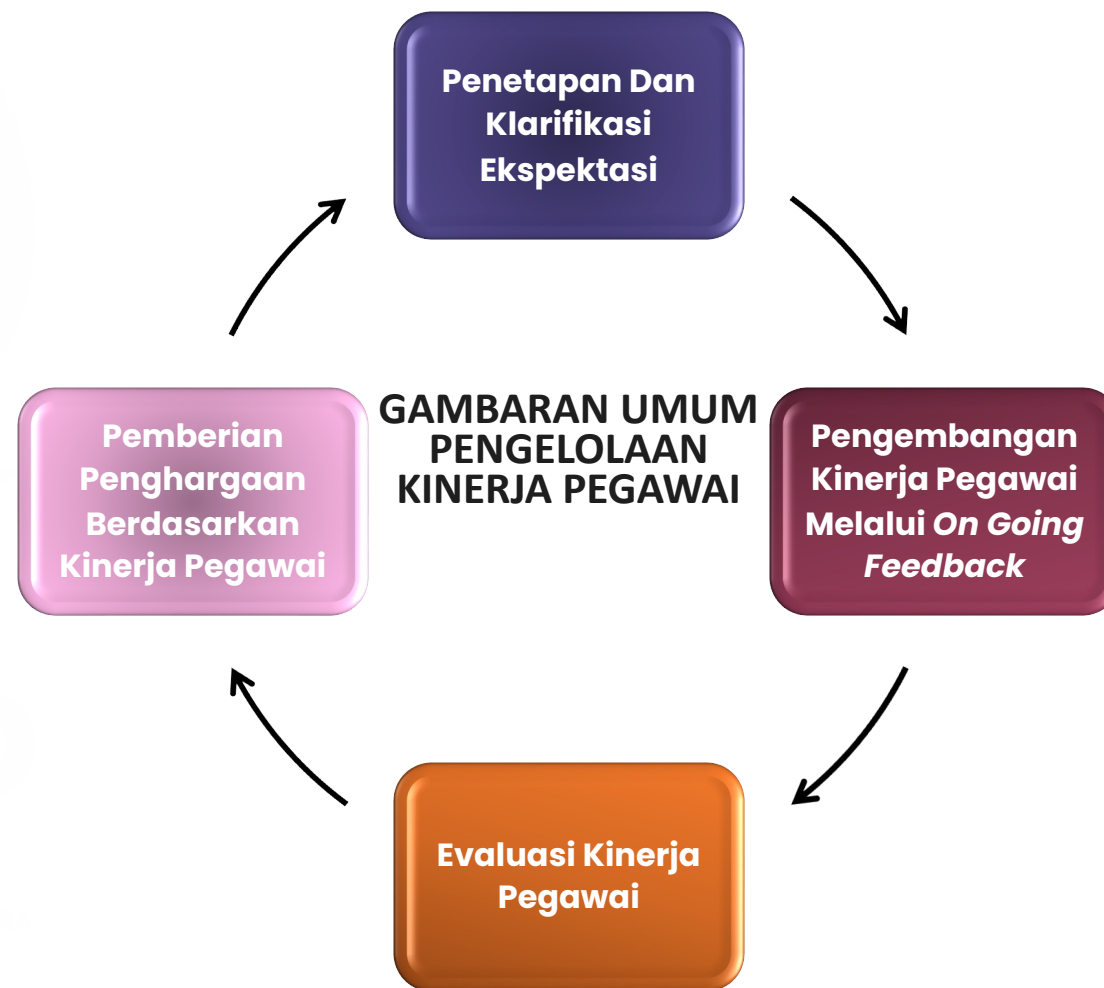 Penetapan Dan
Klarifikasi
Ekspektasi
GAMBARAN UMUM
PENGELOLAAN
KINERJA PEGAWAI
Pengembangan
Kinerja Pegawai
Melalui On Going
Feedback
Evaluasi Kinerja
Pegawai
Pemberian
Penghargaan
Berdasarkan
Kinerja Pegawai